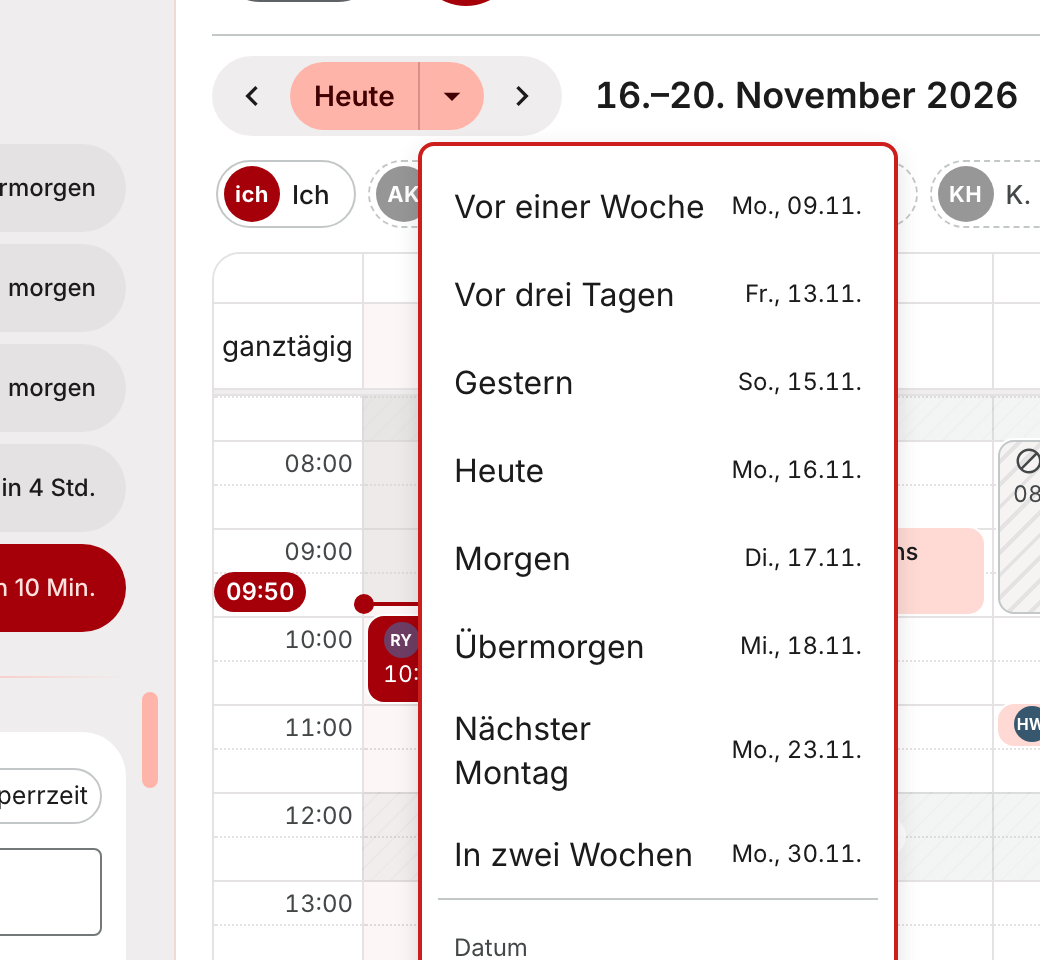 Heute
16.–20. November 2026
ich Ich
AK
KH K.
Vor einer Woche Mo., 09.11.
Vor drei Tagen Fr., 13.11.
Gestern So., 15.11.
Heute Mo., 16.11.
Morgen Di., 17.11.
Übermorgen Mi., 18.11.
Nächster
Montag Mo., 23.11.
In zwei Wochen Mo., 30.11.
Datum
ganztägig
08:00
09:00
09:50
10:00
11:00
12:00
13:00
RY
10:
08
HW
morgen
morgen
in 4 Std.
10 Min.